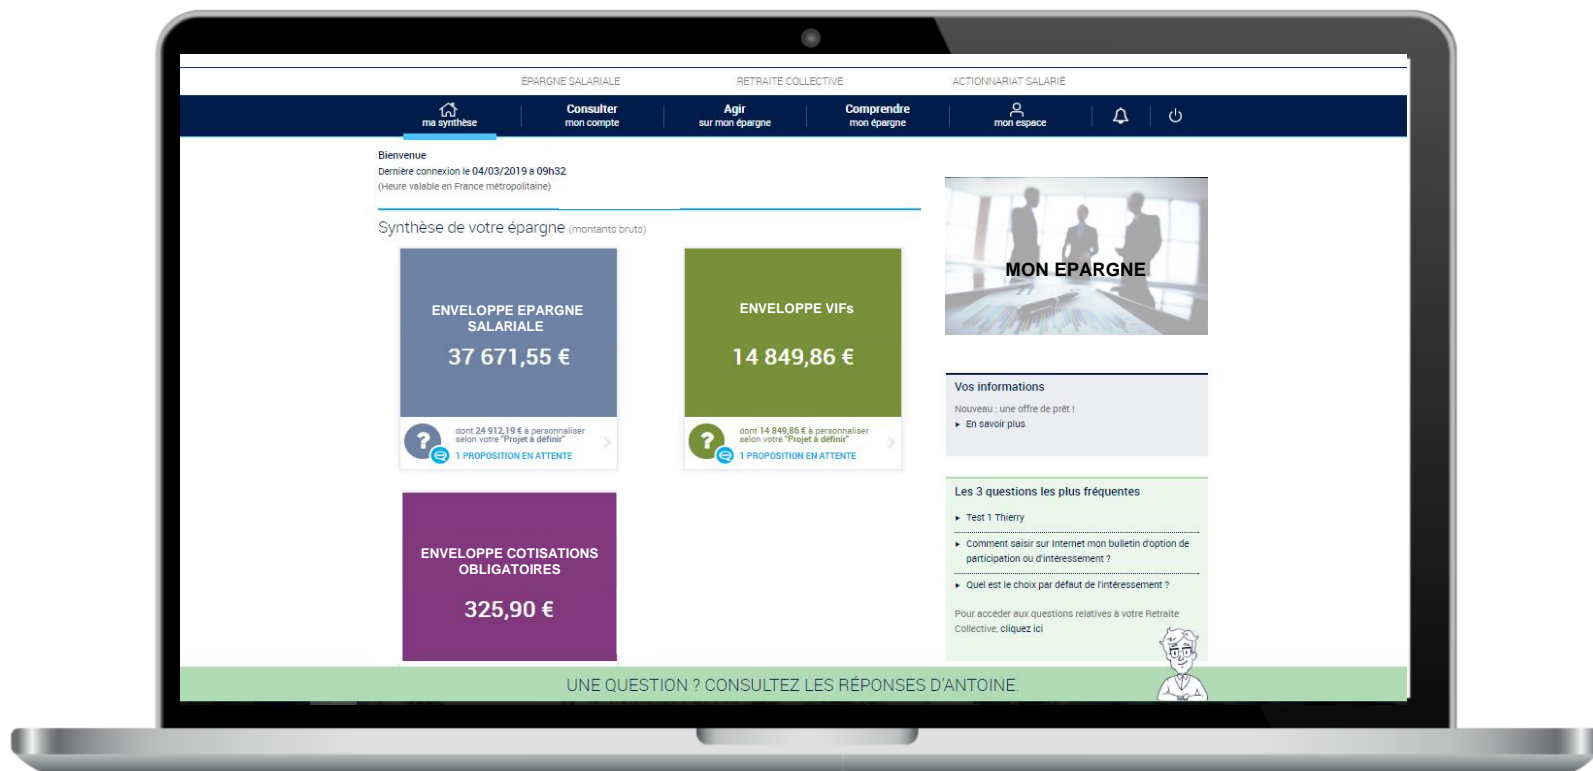 ÉPARGNE SALARIALE
RETRAITE COLLECTIVE
ACTIONNARIAT SALARIÉ
ma synthèse
Consulter
mon compte
Agir
sur mon épargne
Comprendre
mon épargne
mon espace
Bienvenue
Dernière connexion le 04/03/2019 à 09h32
(Heure valable en France métropolitaine)
Synthèse de votre épargne (montants bruts)
ENVELOPPE EPARGNE
SALARIALE
37 671,55 €
dont 24 912,19 € à personnaliser
selon votre "Projet à définir"
1 PROPOSITION EN ATTENTE
ENVELOPPE VIFs
14 849,86 €
dont 14 849,86 € à personnaliser
selon votre "Projet à définir"
1 PROPOSITION EN ATTENTE
ENVELOPPE COTISATIONS
OBLIGATOIRES
325,90 €
MON EPARGNE
Vos informations
Nouveau : une offre de prêt !
► En savoir plus
Les 3 questions les plus fréquentes
► Test 1 Thierry
► Comment saisir sur Internet mon bulletin d'option de
participation ou d'intéressement ?
► Quel est le choix par défaut de l'intéressement ?
Pour accéder aux questions relatives à votre Retraite
Collective, cliquez ici
UNE QUESTION ? CONSULTEZ LES RÉPONSES D'ANTOINE.